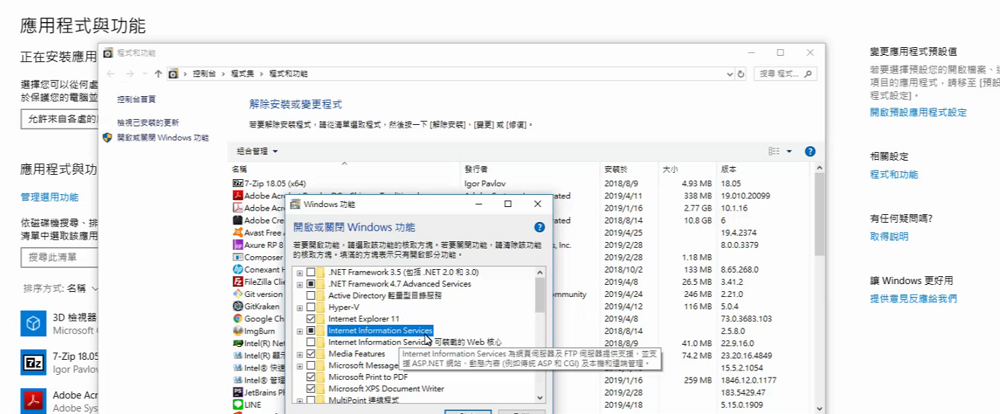 應用程式與功能
正在安裝應用
選擇您可以從何處
於保護您的電腦並
允許來自各處的
應用程式與功
管理選用功能
依磁碟機搜尋、排
清單中選取該應用
搜尋此清單
排序方式: 名稱
3D 檢視器
Microsoft
7-Zip 18.05
Igor Pavlov
Adobe Acr
Adobe Sys
程式和功能
控制台 › 程式集 › 程式和功能
搜尋 程式...
控制台首頁
檢視已安裝的更新
開啟或關閉 Windows 功能
解除安裝或變更程式
若要解除安裝程式，請從清單選取程式，然後按一下 [解除安裝]、[變更] 或 [修復]。
組合管理
名稱 發行者 安裝於 大小 版本
7-Zip 18.05 (x64) Igor Pavlov 2018/8/9 4.93 MB 18.05
Adobe Acrobat Reader DC - Chinese Traditional ated 2019/4/11 338 MB 19.010.20099
Adobe Acr 2019/1/16 2.77 GB 10.1.16
Adobe Cre ated 2018/8/14 10.8 GB 6
Avast Free 2019/4/25 19.4.2374
Axure RP 8 s, Inc. 2019/2/28 8.0.0.3379
Composer 2019/2/28 1.18 MB
Conexant 2018/10/2 133 MB 8.65.268.0
FileZilla Clie 2019/4/8 26.5 MB 3.41.2
Git version ommunity 2019/4/24 246 MB 2.21.0
GitKraken 2019/4/12 116 MB 5.0.4
Google Ch 2019/4/8 73.0.3683.103
ImgBurn 2018/8/14 2.5.8.0
Intel(R) Net 2018/8/9 41.0 MB 22.9.16.0
Intel(R) 顯示 74.2 MB 23.20.16.4849
Intel® 快速 15.5.2.1054
Intel® 管理 2019/1/16 259 MB 1846.12.0.1177
JetBrains Ph 2019/2/28 183.5429.47
LINE 2019/4/18 5.15.0.1909
Windows 功能
開啟或關閉 Windows 功能
若要開啟功能，請選取該功能的核取方塊。若要關閉功能，請清除該功能
的核取方塊。填滿的方塊表示只有開啟部分功能。
.NET Framework 3.5 (包括 .NET 2.0 和 3.0)
.NET Framework 4.7 Advanced Services
Active Directory 輕量型目錄服務
Hyper-V
Internet Explorer 11
Internet Information Services
Internet Information Services 可裝載的 Web 核心
Media Features
Microsoft Message
Microsoft Print to PDF
Microsoft XPS Document Writer
MultiPoint 連線程式
Internet Information Services 為網頁伺服器及 FTP 伺服器提供支援，並支
援 ASP.NET 網站、動態內容 (例如傳統 ASP 和 CGI) 及本機和遠端管理。
變更應用程式預設值
若要選擇預設您的開啟檔案、
項目的應用程式，請移至 [預設
程式設定]。
開啟預設應用程式設定
相關設定
程式和功能
有任何疑問嗎?
取得說明
讓 Windows 更好用
提供意見反應給我們